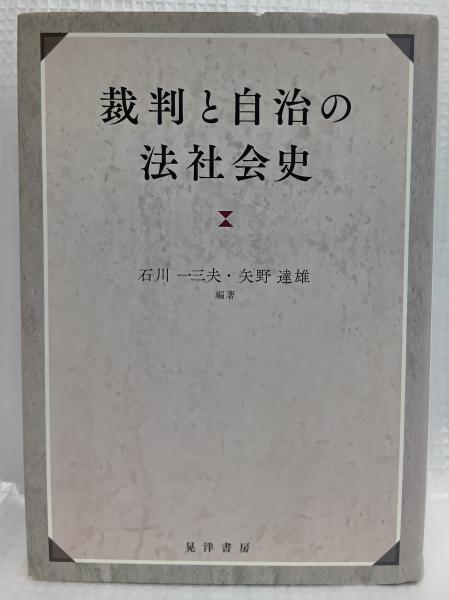 裁判と自治の
法社会史
石川 一三夫・矢野 達雄
編著
晃洋書房